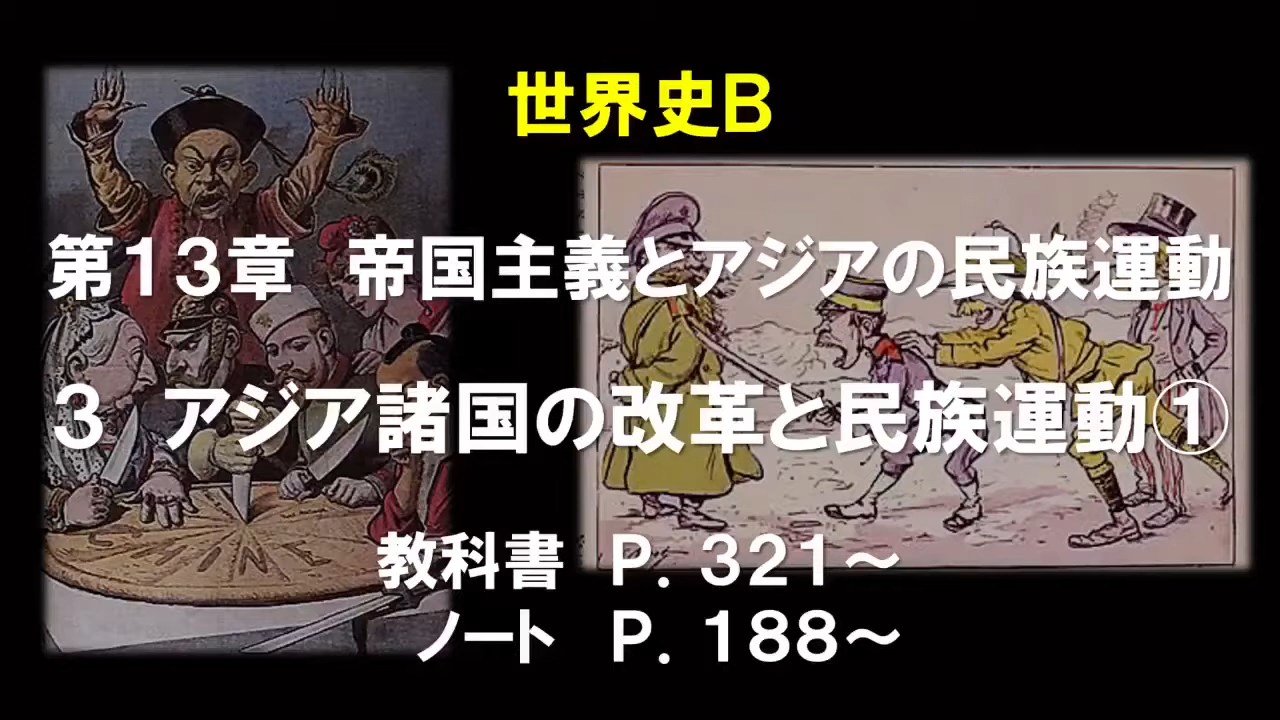 世界史B
第１３章　帝国主義とアジアの民族運動
３　アジア諸国の改革と民族運動①
教科書　Ｐ．３２１～
ノート　Ｐ．１８８～
CHINE